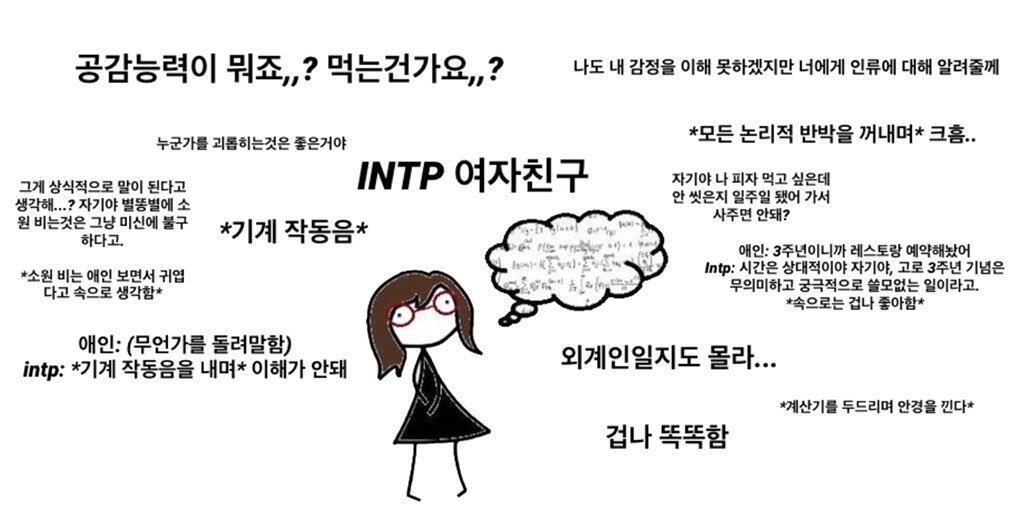 공감능력이 뭐죠,,? 먹는건가요,,?
나도 내 감정을 이해 못하겠지만 너에게 인류에 대해 알려줄께
누군가를 괴롭히는것은 좋은거야
*모든 논리적 반박을 꺼내며* 크흠..
INTP 여자친구
그게 상식적으로 말이 된다고
생각해...? 자기야 별똥별에 소
원 비는것은 그냥 미신에 불구
하다고.
자기야 나 피자 먹고 싶은데
안 씻은지 일주일 됐어 가서
사주면 안돼?
*기계 작동음*
*소원 비는 애인 보면서 귀엽
다고 속으로 생각함*
애인: 3주년이니까 레스토랑 예약해놨어
Intp: 시간은 상대적이야 자기야, 고로 3주년 기념은
무의미하고 궁극적으로 쓸모없는 일이라고.
*속으로는 겁나 좋아함*
애인: (무언가를 돌려말함)
intp: *기계 작동음을 내며* 이해가 안돼
외계인일지도 몰라...
*계산기를 두드리며 안경을 낀다*
겁나 똑똑함